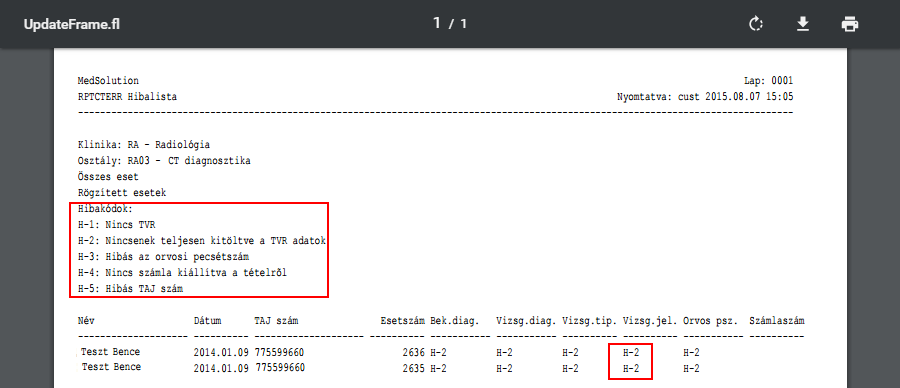 UpdateFrame.fl 1 / 1
MedSolution Lap: 0001
RPTCTERR Hibalista Nyomtatva: cust 2015.08.07 15:05
Klinika: RA - Radiológia
Osztály: RA03 - CT diagnosztika
Összes eset
Rögzített esetek
Hibakódok:
H-1: Nincs TVR
H-2: Nincsenek teljesen kitöltve a TVR adatok
H-3: Hibás az orvosi pecsétszám
H-4: Nincs számla kiállítva a tételről
H-5: Hibás TAJ szám
Név Dátum TAJ szám Esetszám Bek.diag. Vizsg.diag. Vizsg.tip. Vizsg.jel. Orvos psz. Számlaszám
Teszt Bence 2014.01.09 775599660 2636 H-2 H-2 H-2 H-2 H-2
Teszt Bence 2014.01.09 775599660 2635 H-2 H-2 H-2 H-2 H-2